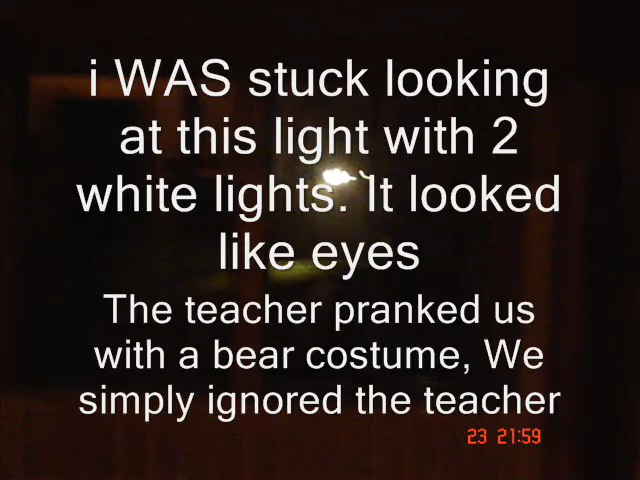 i WAS stuck looking
at this light with 2
white lights. It looked
like eyes
The teacher pranked us
with a bear costume, We
simply ignored the teacher
23 21:59